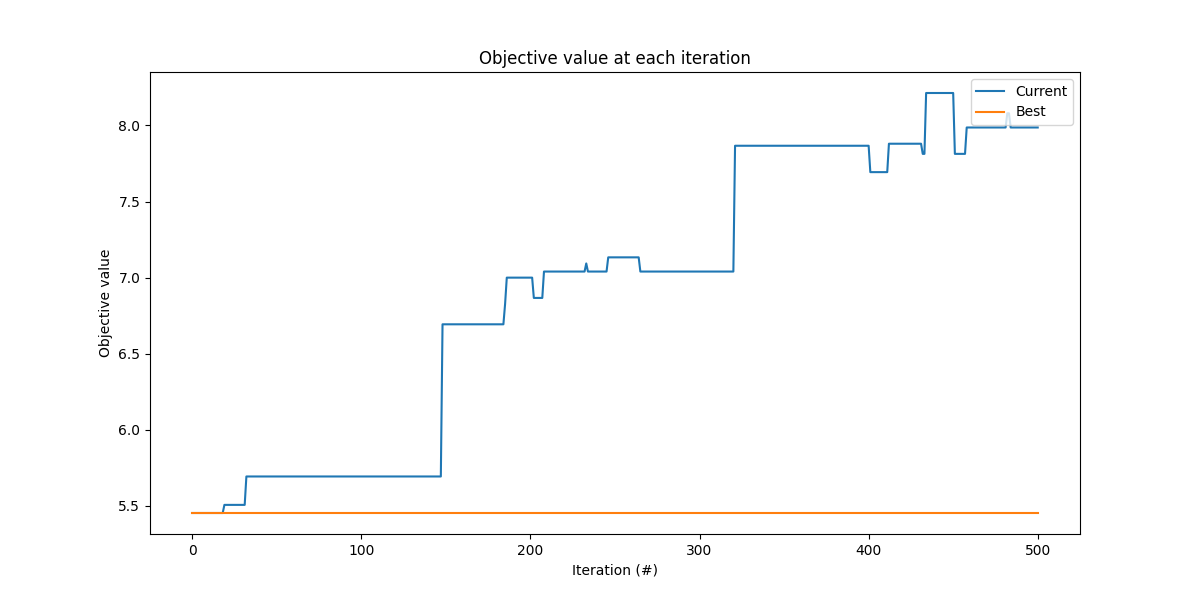 Objective value at each iteration
Current
Best
8.0
7.5
7.0
6.5
6.0
5.5
Objective value
0
100
200
300
400
500
Iteration (#)